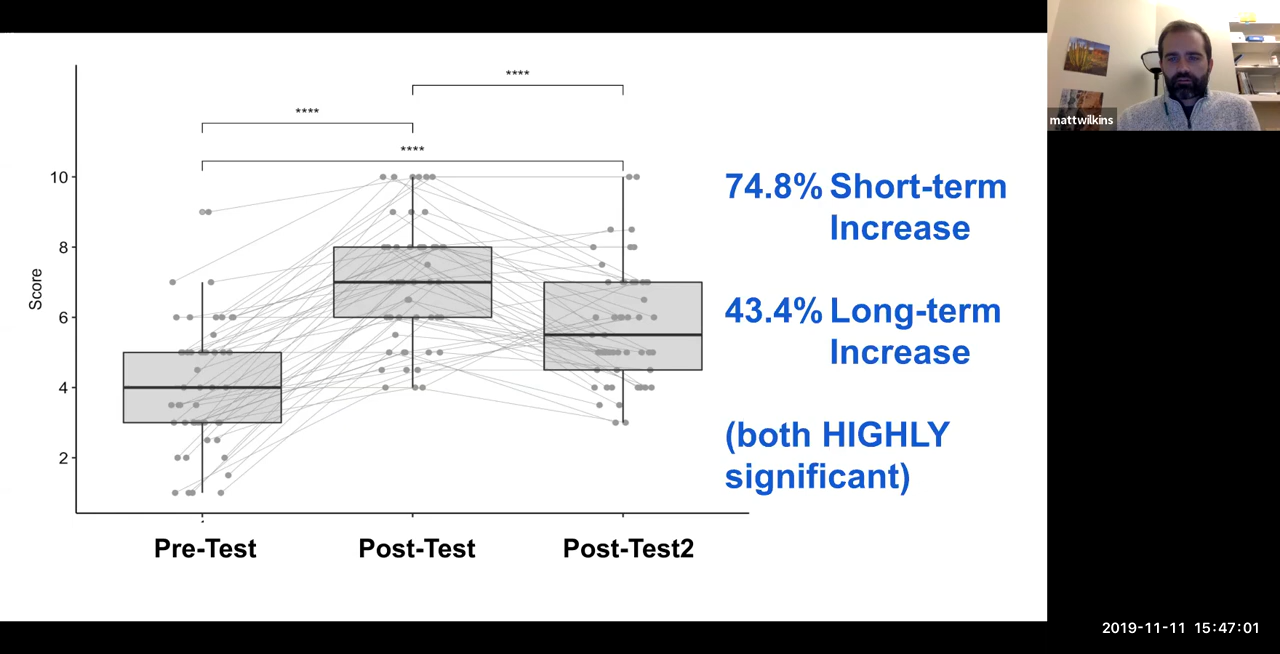 ****
****
****
10
8
6
4
2
Score
Pre-Test
Post-Test
Post-Test2
74.8% Short-term
Increase
43.4% Long-term
Increase
(both HIGHLY
significant)
mattwilkins
2019-11-11 15:47:01